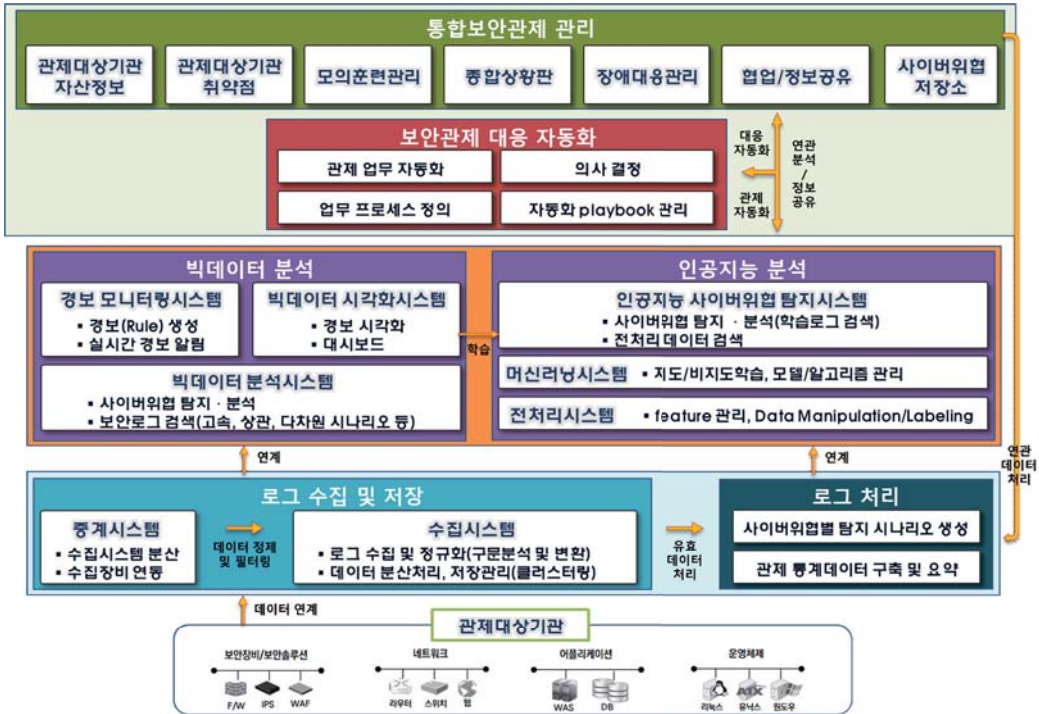 통합보안관제 관리
관제대상기관
자산정보
관제대상기관
취약점
모의훈련관리
종합상황판
장애대응관리
협업/정보공유
사이버위협
저장소
보안관제 대응 자동화
관제 업무 자동화
의사 결정
업무 프로세스 정의
자동화 playbook 관리
대응
자동화
관제
자동화
연관
분석
/
정보
공유
빅데이터 분석
경보 모니터링시스템
▪ 경보(Rule) 생성
▪ 실시간 경보 알림
빅데이터 시각화시스템
▪ 경보 시각화
▪ 대시보드
빅데이터 분석시스템
▪ 사이버위협 탐지 · 분석
▪ 보안로그 검색(고속, 상관, 다차원 시나리오 등)
학습
인공지능 분석
인공지능 사이버위협 탐지시스템
▪ 사이버위협 탐지 · 분석(학습로그 검색)
▪ 전처리 데이터 검색
머신러닝시스템 ▪ 지도/비지도학습, 모델/알고리즘 관리
전처리시스템 ▪ feature 관리, Data Manipulation/Labeling
연계
연계
연관
데이터
처리
로그 수집 및 저장
중계시스템
▪ 수집시스템 분산
▪ 수집장비 연동
데이터 정제
및 필터링
수집시스템
▪ 로그 수집 및 정규화(구문분석 및 변환)
▪ 데이터 분산처리, 저장관리(클러스터링)
유효
데이터
처리
로그 처리
사이버위협별 탐지 시나리오 생성
관제 통계데이터 구축 및 요약
데이터 연계
관제대상기관
보안장비/보안솔루션
F/W
IPS
WAF
네트워크
라우터
스위치
웹
어플리케이션
WAS
DB
운영체제
리눅스
AIX
유닉스
윈도우